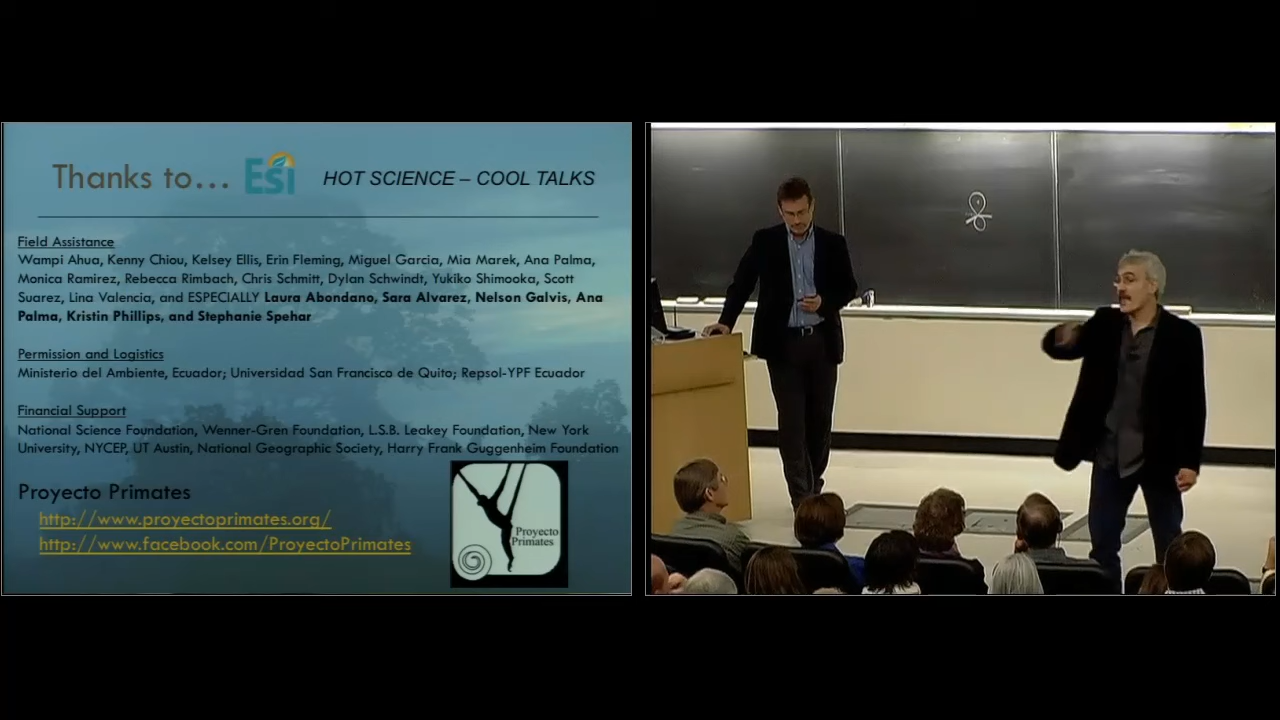 Thanks to... ESI HOT SCIENCE – COOL TALKS
Field Assistance
Wampi Ahua, Kenny Chiou, Kelsey Ellis, Erin Fleming, Miguel Garcia, Mia Marek, Ana Palma,
Monica Ramirez, Rebecca Rimbach, Chris Schmitt, Dylan Schwindt, Yukiko Shimooka, Scott
Suarez, Lina Valencia, and ESPECIALLY Laura Abondano, Sara Alvarez, Nelson Galvis, Ana
Palma, Kristin Phillips, and Stephanie Spehar
Permission and Logistics
Ministerio del Ambiente, Ecuador; Universidad San Francisco de Quito; Repsol-YPF Ecuador
Financial Support
National Science Foundation, Wenner-Gren Foundation, L.S.B. Leakey Foundation, New York
University, NYCEP, UT Austin, National Geographic Society, Harry Frank Guggenheim Foundation
Proyecto Primates
http://www.proyectoprimates.org/
http://www.facebook.com/ProyectoPrimates
Proyecto
Primates